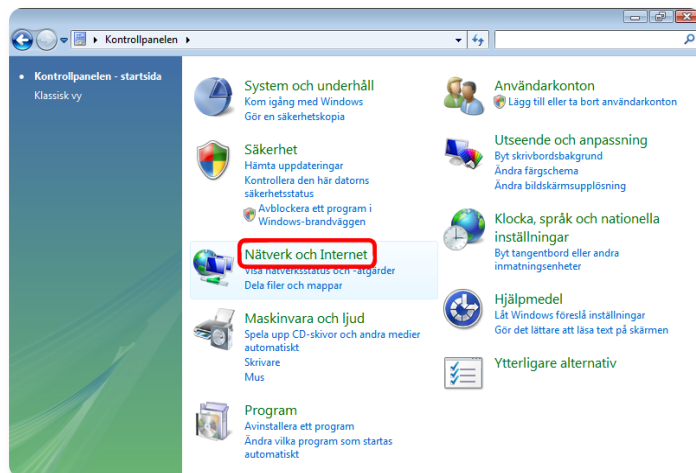 Kontrollpanelen
Kontrollpanelen - startsida
Klassisk vy
System och underhåll
Kom igång med Windows
Gör en säkerhetskopia
Säkerhet
Hämta uppdateringar
Kontrollera den här datorns
säkerhetsstatus
Avblockera ett program i
Windows-brandväggen
Nätverk och Internet
Visa nätverksstatus och -åtgärder
Dela filer och mappar
Maskinvara och ljud
Spela upp CD-skivor och andra medier
automatiskt
Skrivare
Mus
Program
Avinstallera ett program
Ändra vilka program som startas
automatiskt
Användarkonton
Lägg till eller ta bort användarkonton
Utseende och anpassning
Byt skrivbordsbakgrund
Ändra färgschema
Ändra bildskärmsupplösning
Klocka, språk och nationella
inställningar
Byt tangentbord eller andra
inmatningsenheter
Hjälpmedel
Låt Windows föreslå inställningar
Gör det lättare att läsa text på skärmen
Ytterligare alternativ